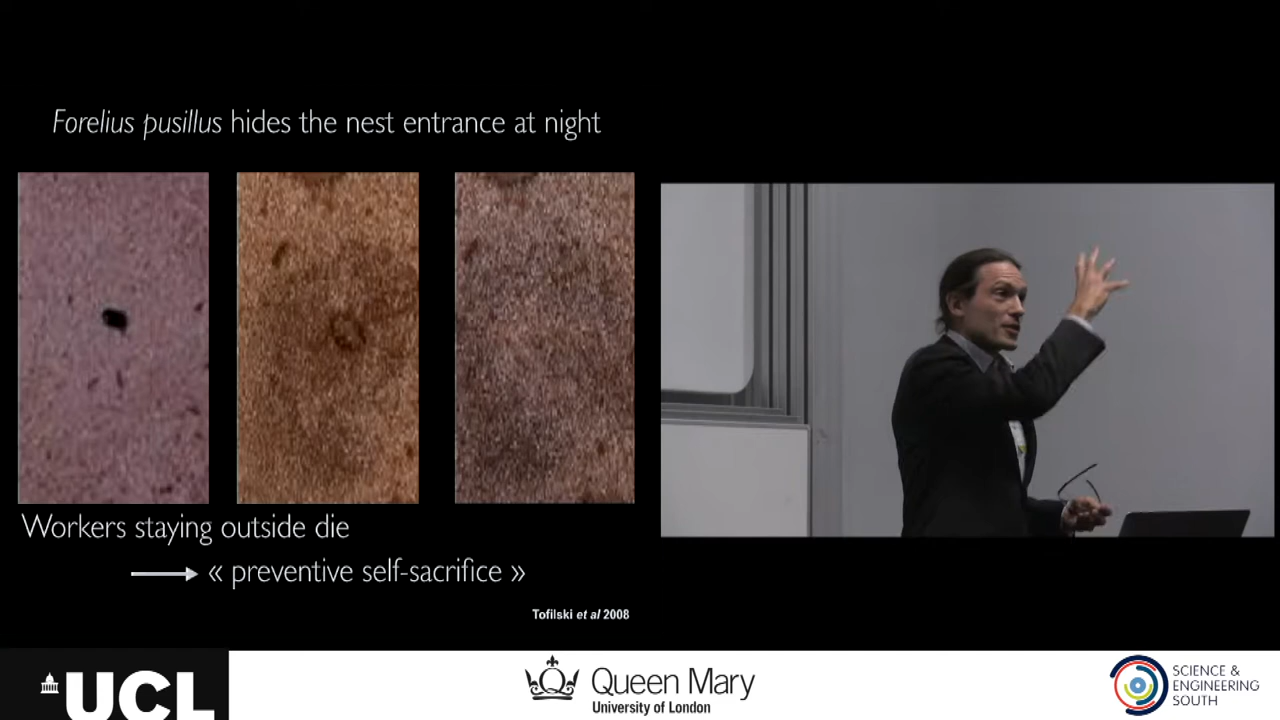 Forelius pusillus hides the nest entrance at night
Workers staying outside die
« preventive self-sacrifice »
Tofilski et al 2008
UCL
Queen Mary
University of London
SCIENCE &
ENGINEERING
SOUTH